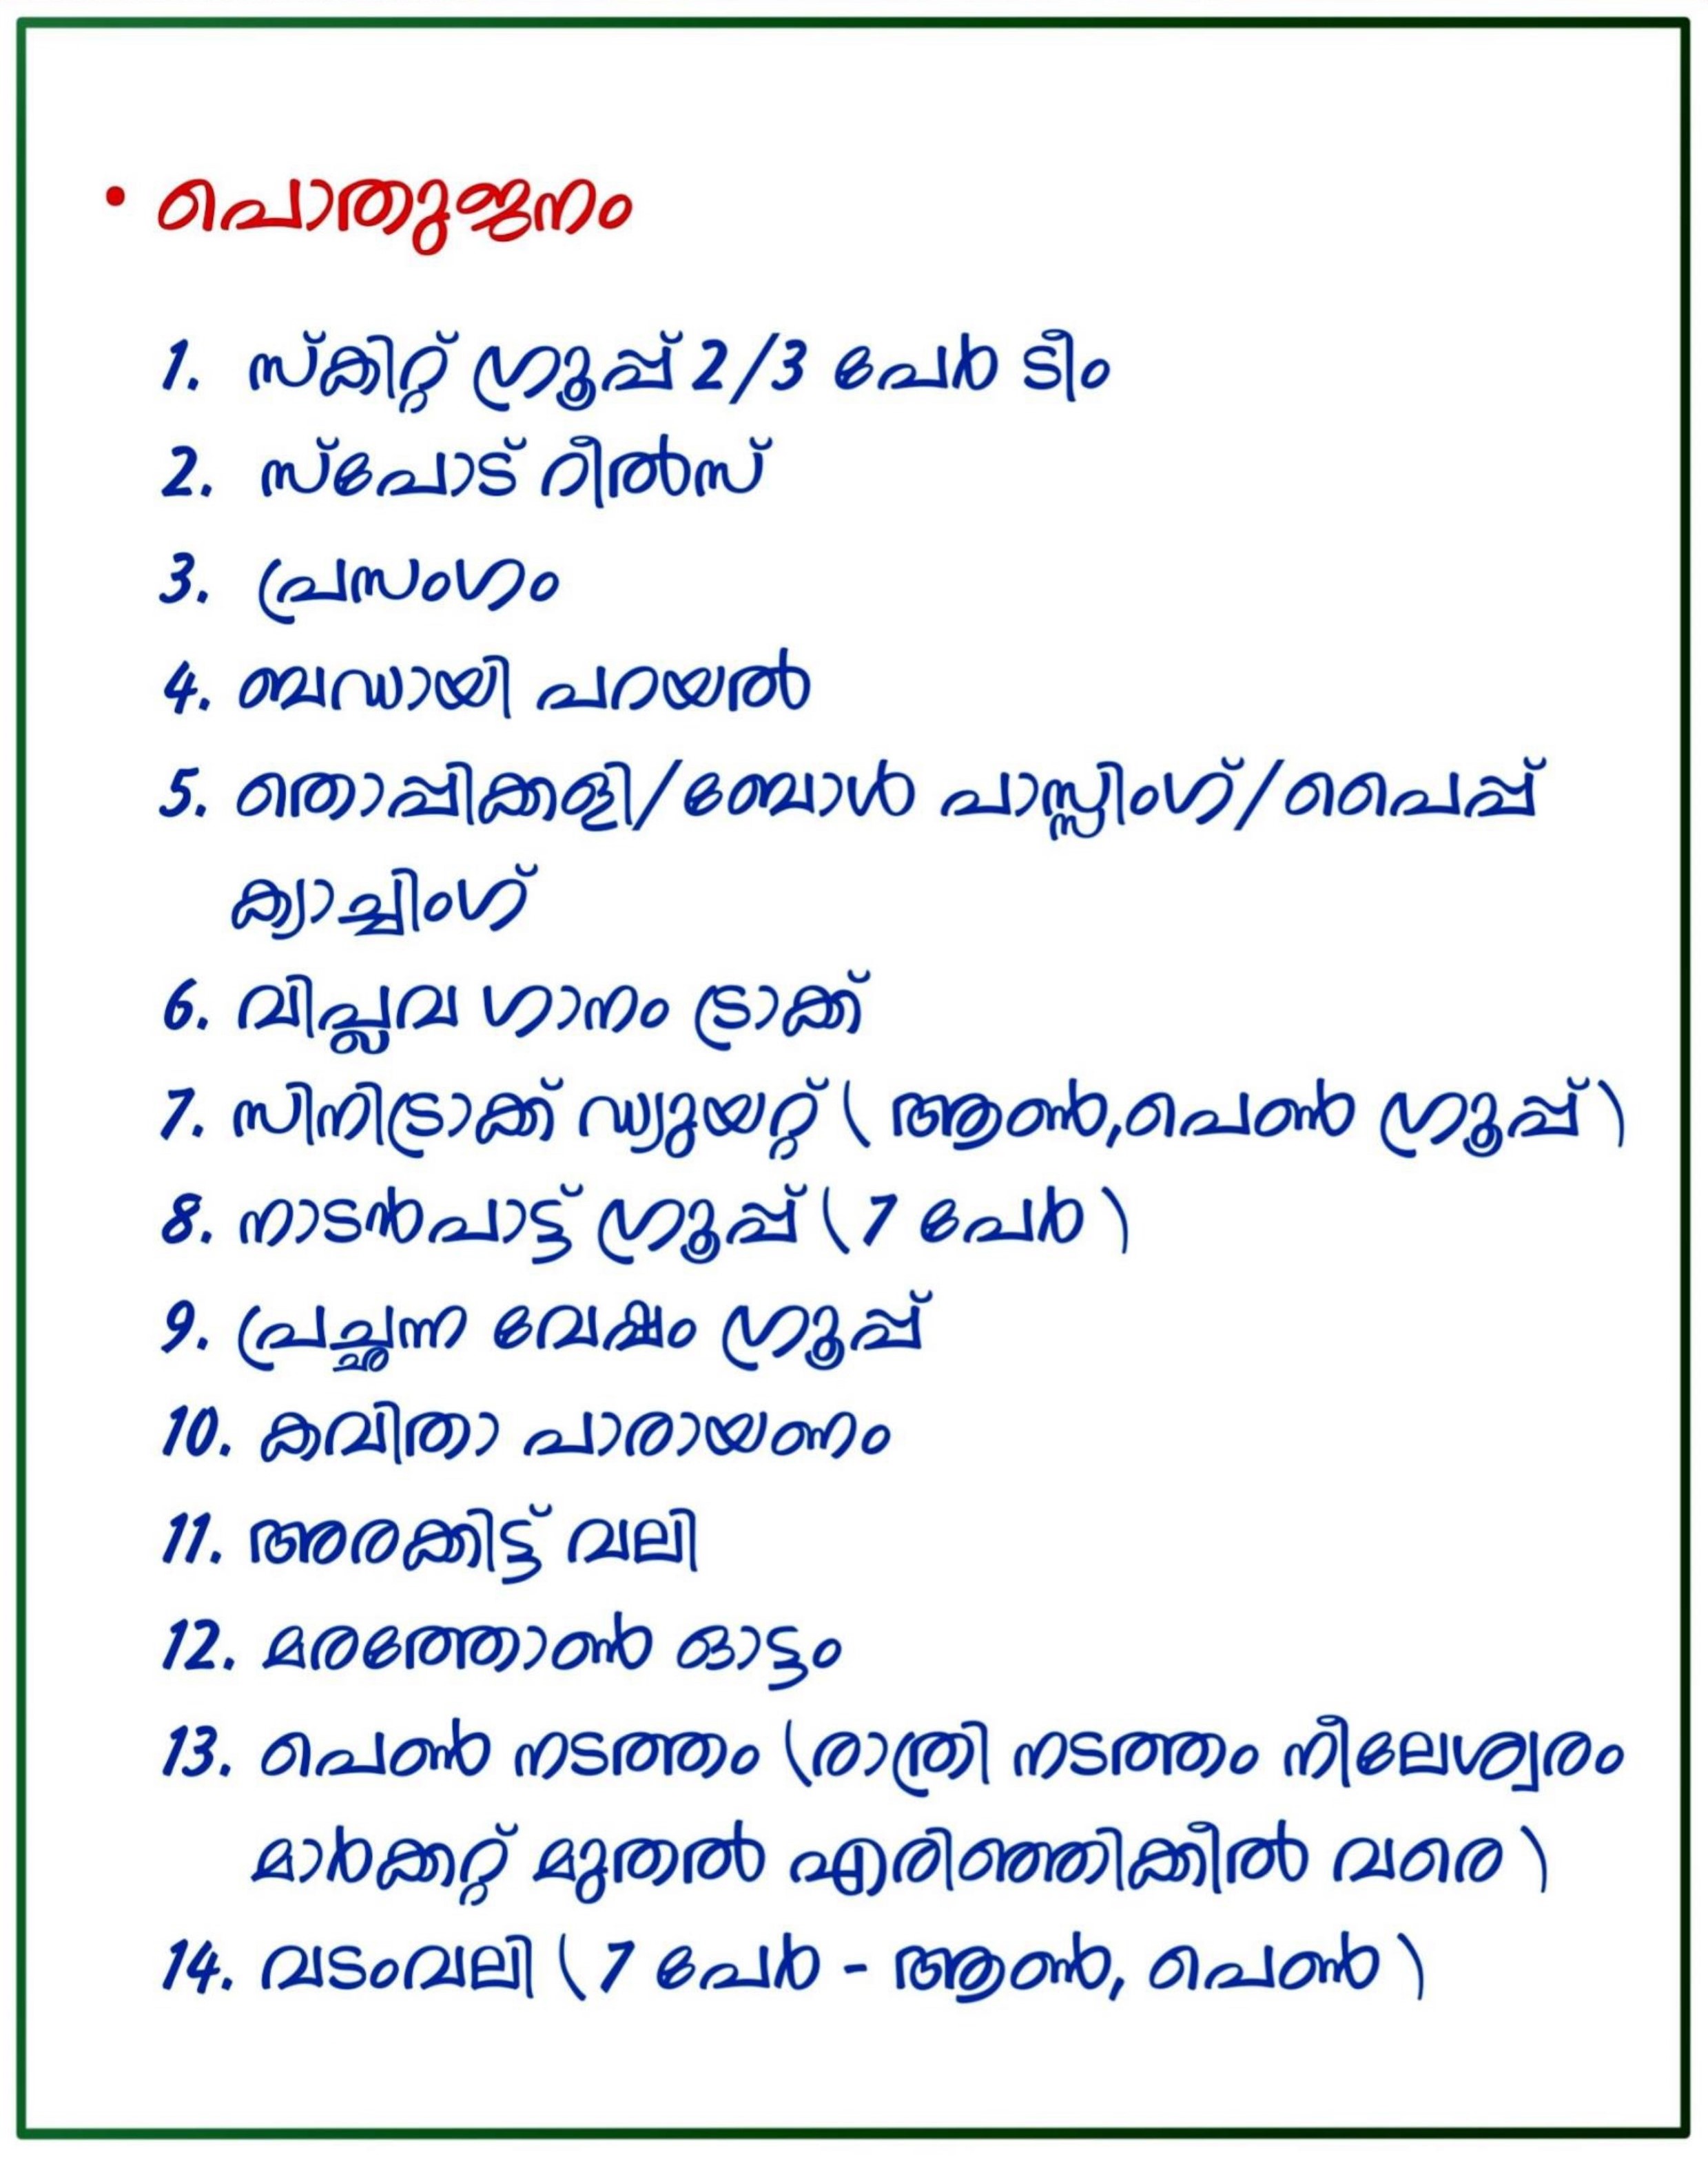 • പൊതുജനം
1. സ്കിറ്റ് ഗ്രൂപ്പ് 2/3 പേർ ടീം
2. സ്പോട് റീൽസ്
3. പ്രസംഗം
4. ബഡായി പറയൽ
5. തൊപ്പിക്കളി/ബോൾ പാസ്സിംഗ്/പൈപ്പ്
ക്യാച്ചിംഗ്
6. വിപ്ലവ ഗാനം ട്രാക്ക്
7. സിനിട്രാക്ക് ഡ്യുയറ്റ് ( ആൺ,പെൺ ഗ്രൂപ്പ് )
8. നാടൻപാട്ട് ഗ്രൂപ്പ് ( 7 പേർ )
9. പ്രച്ഛന്ന വേഷം ഗ്രൂപ്പ്
10. കവിതാ പാരായണം
11. അരക്കിട്ട് വലി
12. മരത്തോൺ ഓട്ടം
13. പെൺ നടത്തം (രാത്രി നടത്തം നീലേശ്വരം
മാർക്കറ്റ് മുതൽ എരിഞ്ഞിക്കീൽ വരെ )
14. വടംവലി ( 7 പേർ - ആൺ, പെൺ )